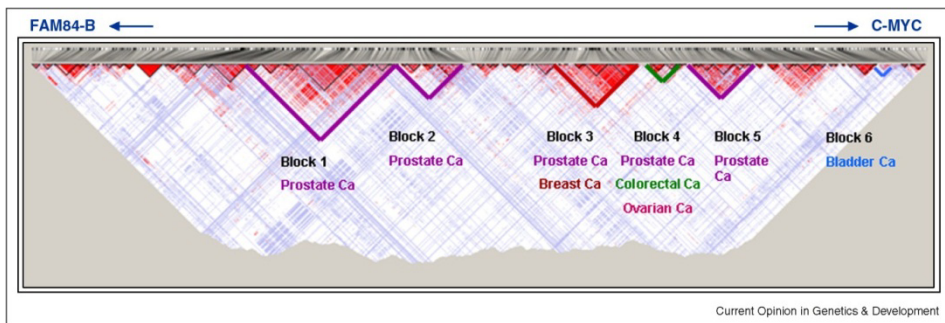 FAM84-B
C-MYC
Block 1
Prostate Ca
Block 2
Prostate Ca
Block 3
Prostate Ca
Breast Ca
Block 4
Prostate Ca
Colorectal Ca
Ovarian Ca
Block 5
Prostate
Ca
Block 6
Bladder Ca
Current Opinion in Genetics & Development